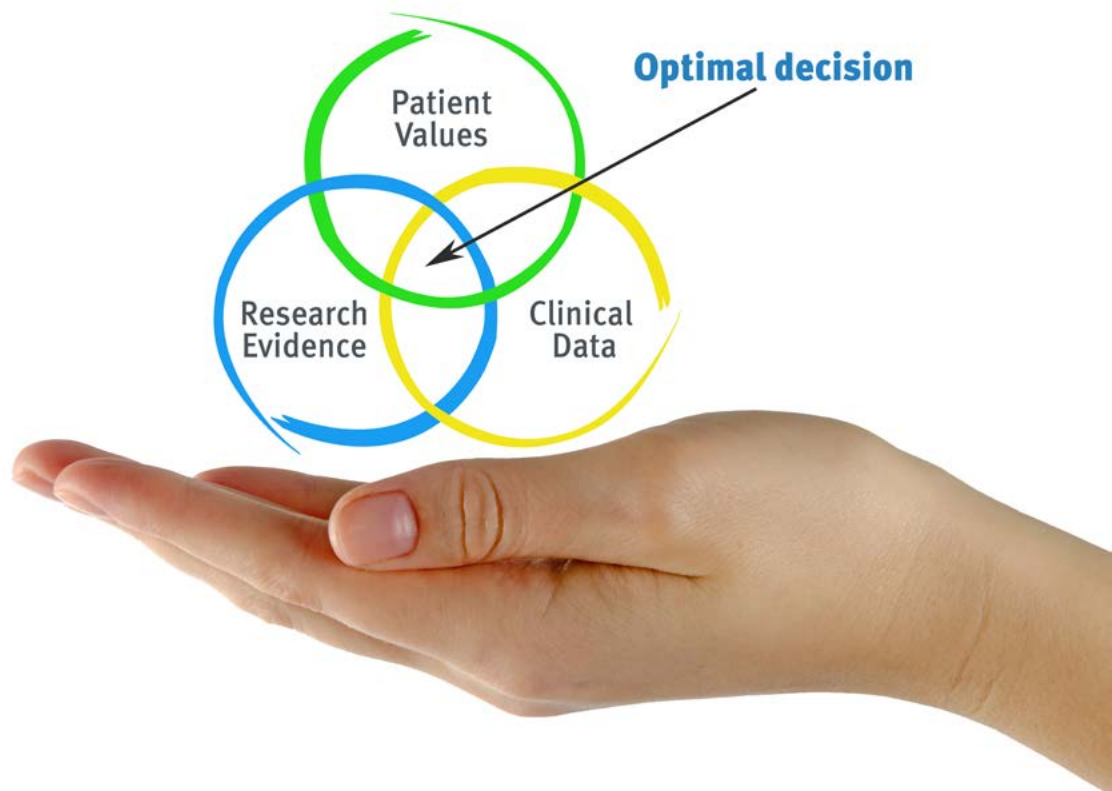 Optimal decision
Patient
Values
Research
Evidence
Clinical
Data